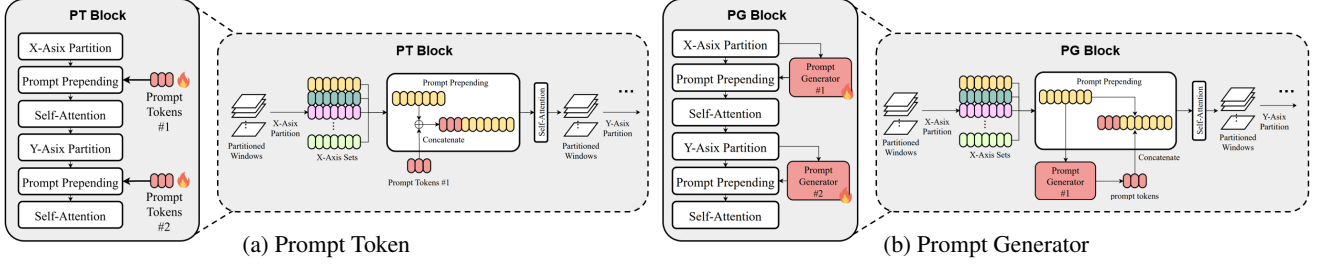 PT Block
X-Asix Partition
Prompt Prepending
Prompt
Tokens
#1
Self-Attention
Y-Asix Partition
Prompt Prepending
Prompt
Tokens
#2
Self-Attention
PT Block
Partitioned
Windows
X-Asix
Partition
X-Axis Sets
Prompt Prepending
Concatenate
Prompt Tokens #1
Self-Attention
Partitioned
Windows
...
Y-Asix
Partition
(a) Prompt Token
PG Block
X-Asix Partition
Prompt
Generator
#1
Prompt Prepending
Self-Attention
Y-Asix Partition
Prompt
Generator
#2
Prompt Prepending
Self-Attention
PG Block
Partitioned
Windows
X-Asix
Partition
X-Axis Sets
Prompt Prepending
Concatenate
Prompt
Generator
#1
prompt tokens
Self-Attention
Partitioned
Windows
...
Y-Asix
Partition
(b) Prompt Generator